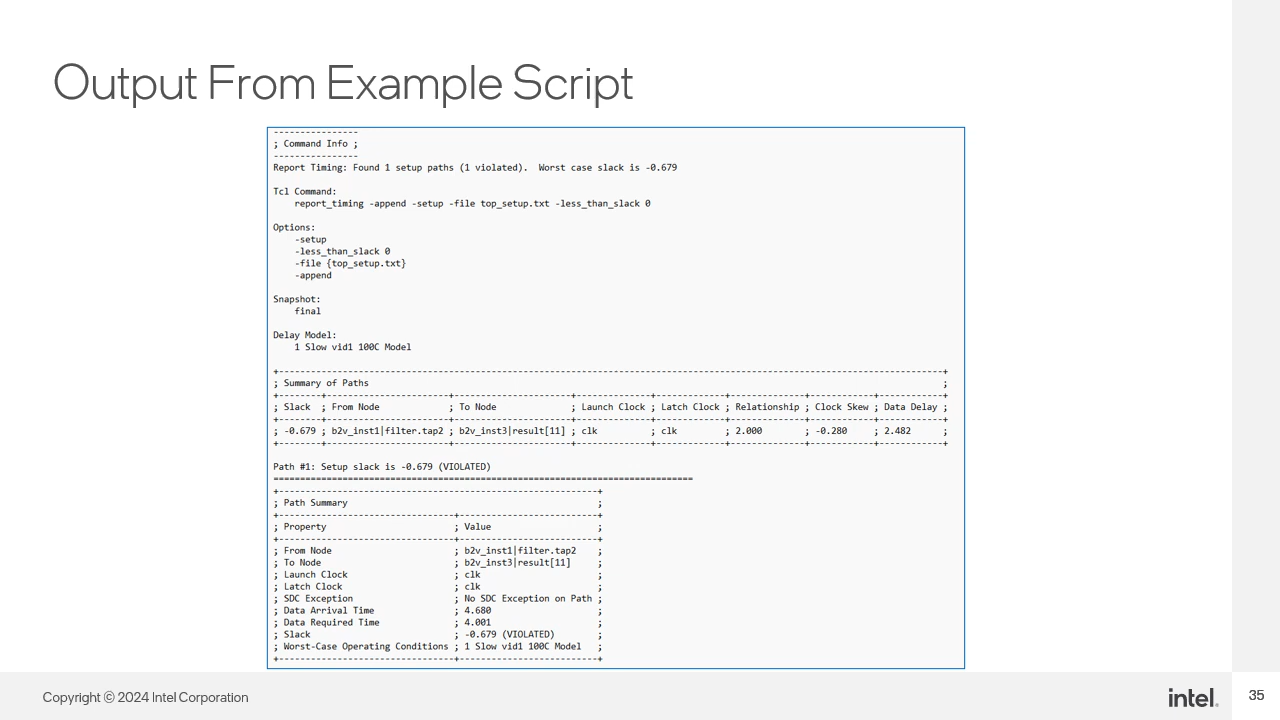 Output From Example Script
----------------
; Command Info ;
----------------
Report Timing: Found 1 setup paths (1 violated).  Worst case slack is -0.679
Tcl Command:
    report_timing -append -setup -file top_setup.txt -less_than_slack 0
Options:
    -setup
    -less_than_slack 0
    -file {top_setup.txt}
    -append
Snapshot:
    final
Delay Model:
    1 Slow vid1 100C Model
; Summary of Paths ;
; Slack  ; From Node ; To Node ; Launch Clock ; Latch Clock ; Relationship ; Clock Skew ; Data Delay ;
; -0.679 ; b2v_inst1|filter.tap2 ; b2v_inst3|result[11] ; clk ; clk ; 2.000 ; -0.280 ; 2.482 ;
Path #1: Setup slack is -0.679 (VIOLATED)
; Path Summary ;
; Property ; Value ;
; From Node ; b2v_inst1|filter.tap2 ;
; To Node ; b2v_inst3|result[11] ;
; Launch Clock ; clk ;
; Latch Clock ; clk ;
; SDC Exception ; No SDC Exception on Path ;
; Data Arrival Time ; 4.680 ;
; Data Required Time ; 4.001 ;
; Slack ; -0.679 (VIOLATED) ;
; Worst-Case Operating Conditions ; 1 Slow vid1 100C Model ;
Copyright © 2024 Intel Corporation
intel.
35